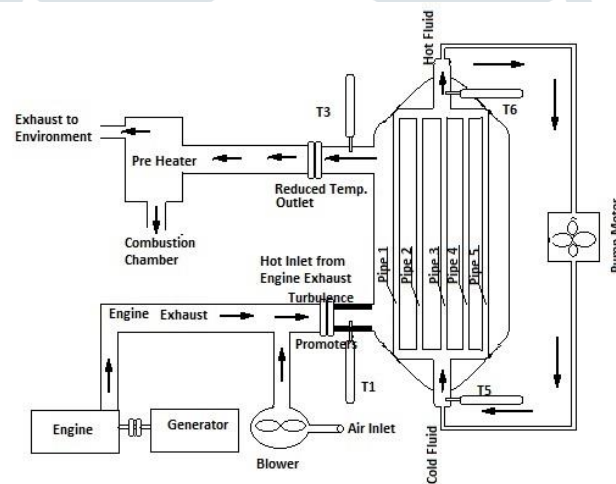 Hot Fluid
T3
T6
Exhaust to
Environment
Pre Heater
Reduced Temp.
Outlet
Combustion
Chamber
Hot Inlet from
Engine Exhaust
Pipe 1
Pipe 2
Pipe 3
Pipe 4
Pipe 5
Pump Motor
Turbulence
Engine Exhaust
Promoters
T1
T5
Engine
Generator
Air Inlet
Blower
Cold Fluid